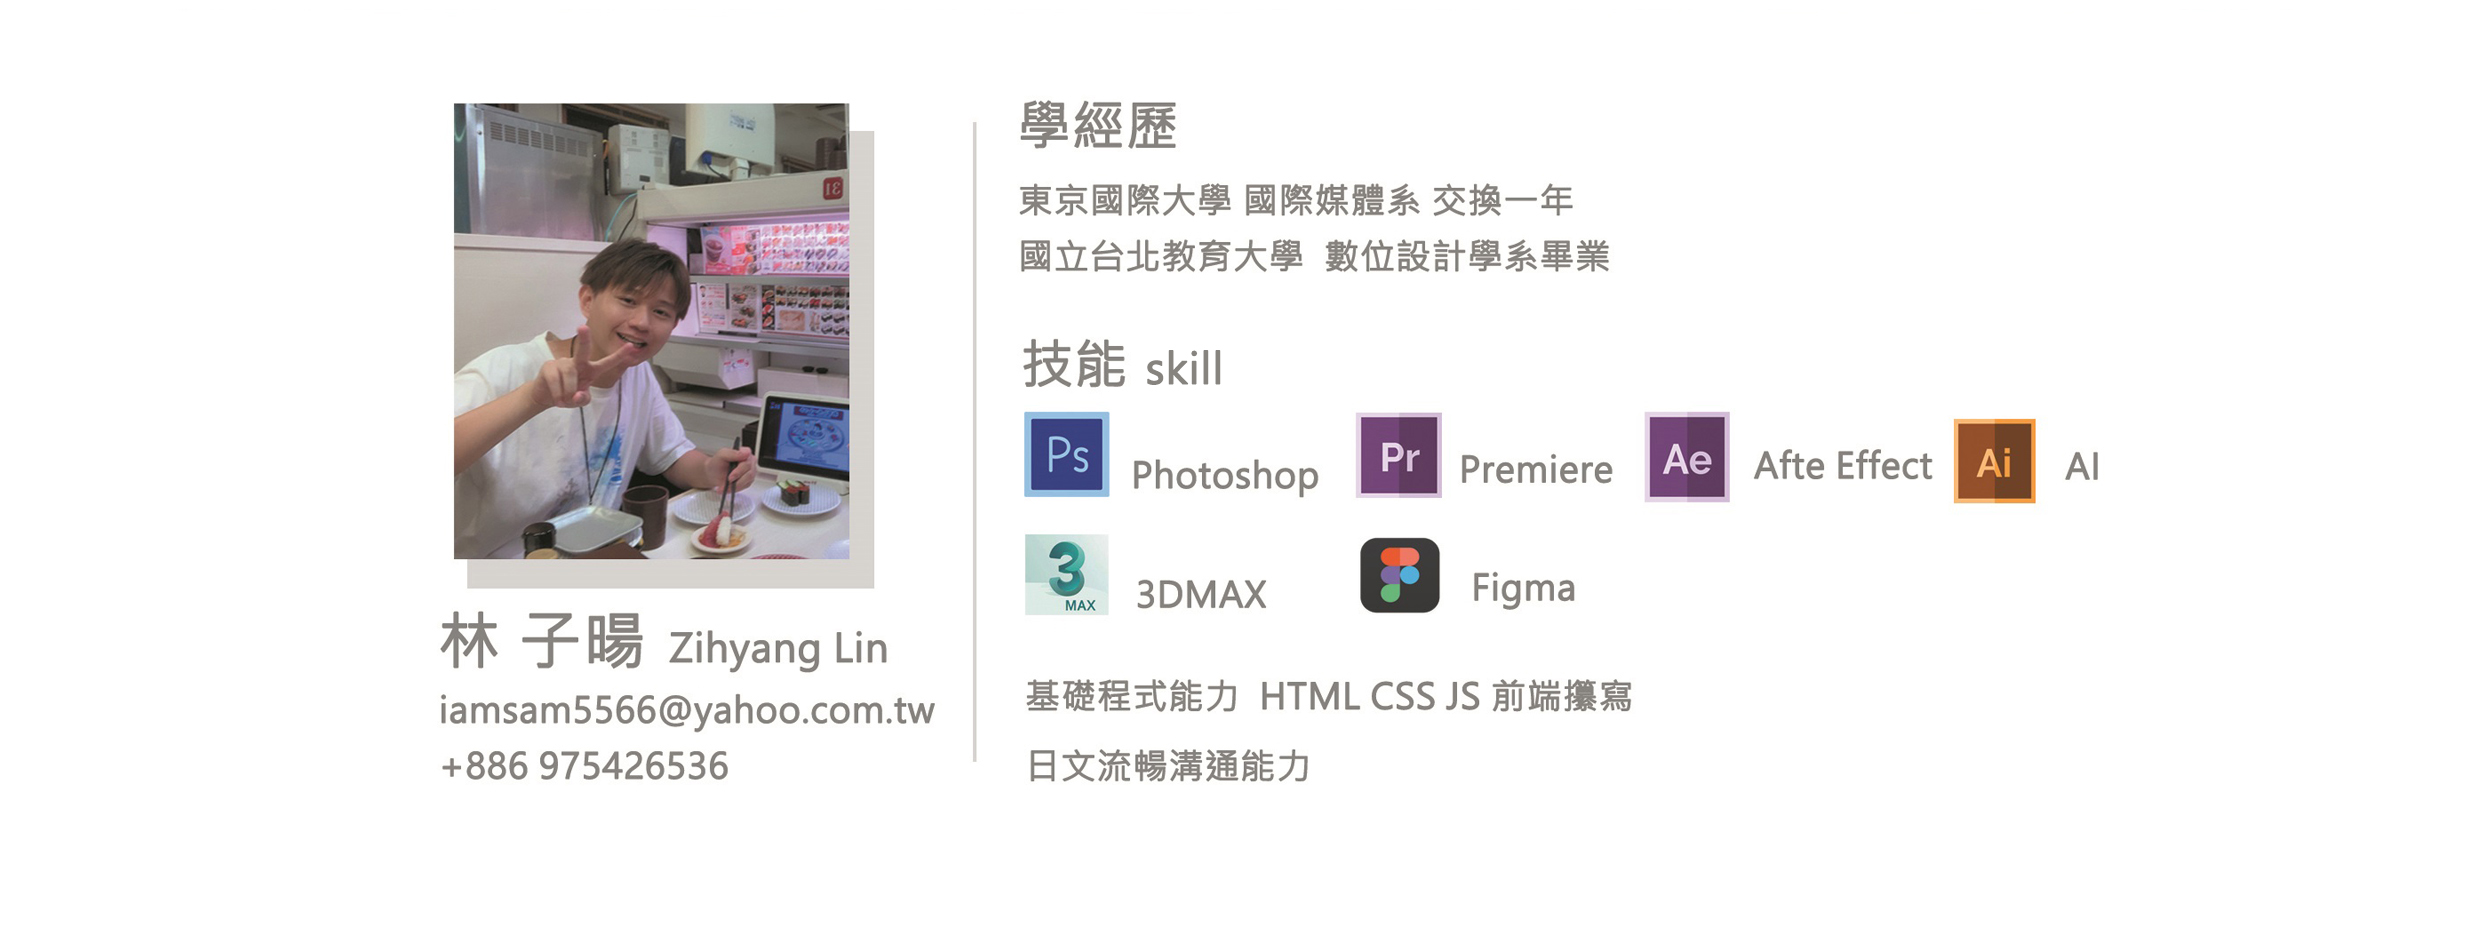 林 子暘 Zihyang Lin
iamsam5566@yahoo.com.tw
+886 975426536
學經歷
東京國際大學 國際媒體系 交換一年
國立台北教育大學 數位設計學系畢業
技能 skill
Ps Photoshop Pr Premiere Ae Afte Effect Ai AI
3 MAX 3DMAX Figma
基礎程式能力 HTML CSS JS 前端攥寫
日文流暢溝通能力